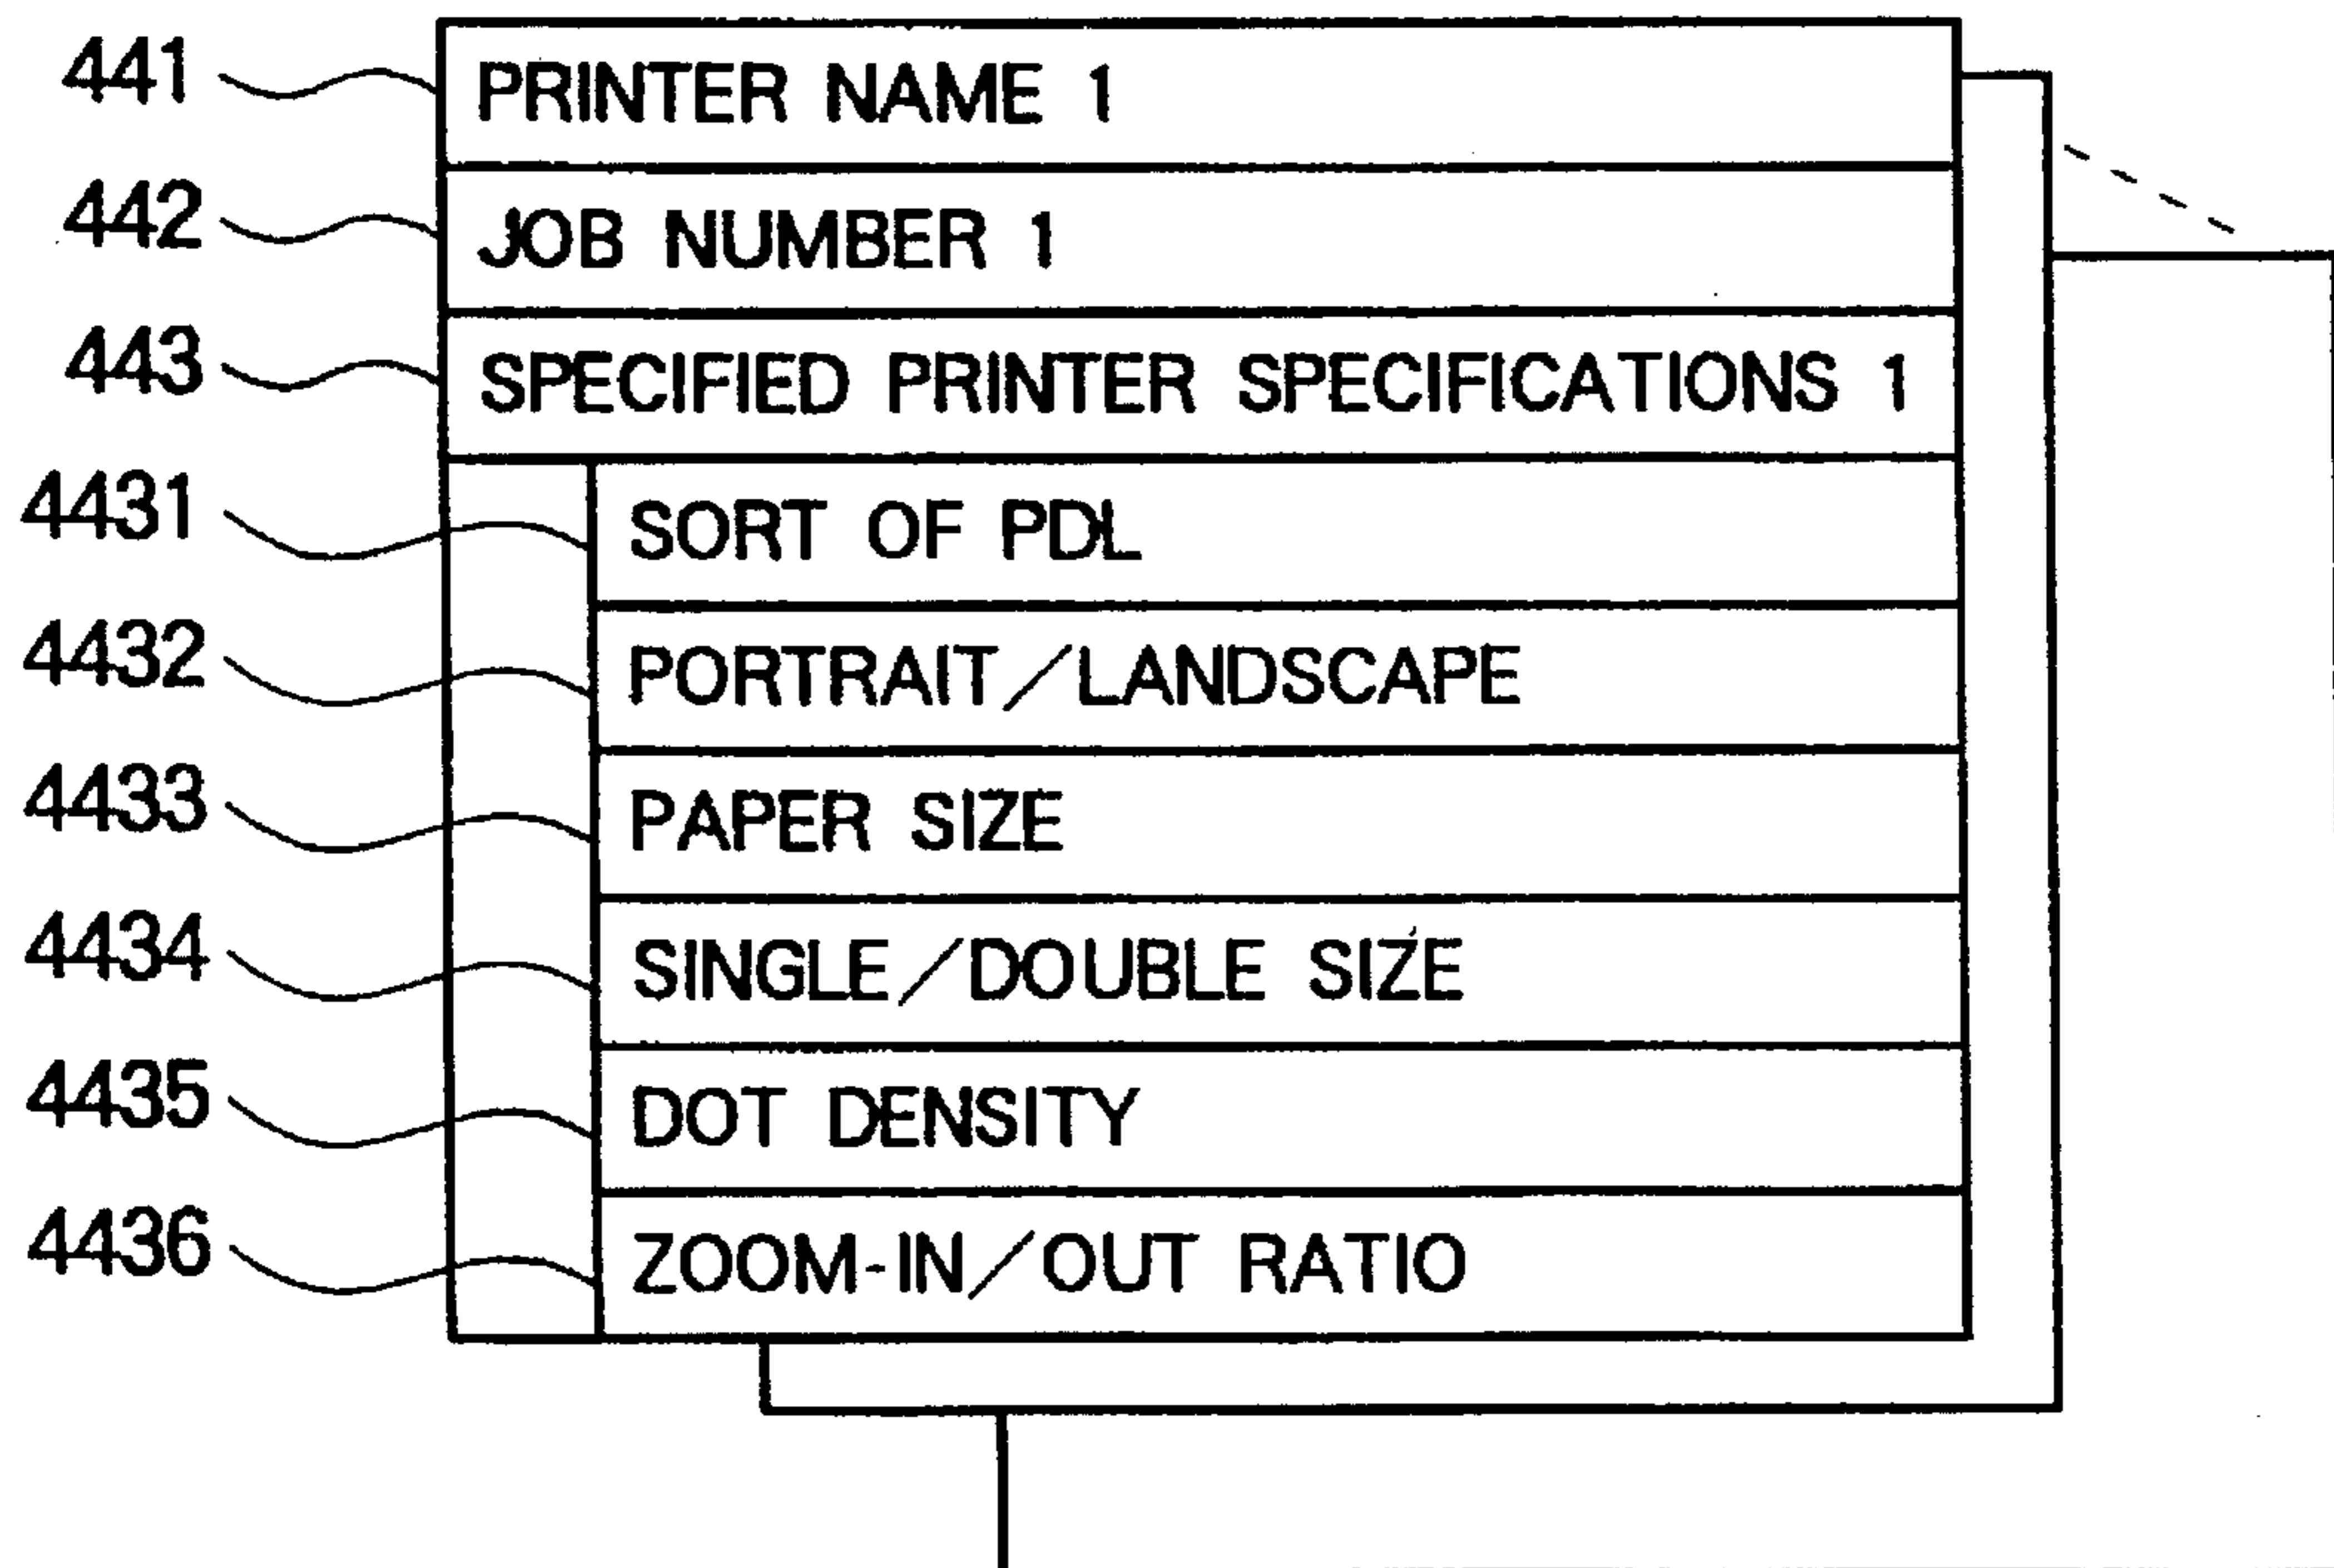 441 PRINTER NAME 1
442 JOB NUMBER 1
443 SPECIFIED PRINTER SPECIFICATIONS 1
4431 SORT OF PDL
4432 PORTRAIT/LANDSCAPE
4433 PAPER SIZE
4434 SINGLE/DOUBLE SIZE
4435 DOT DENSITY
4436 ZOOM-IN/OUT RATIO